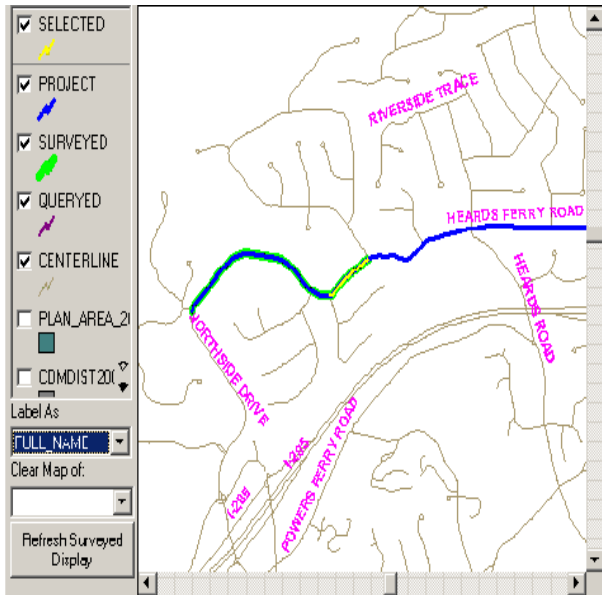 SELECTED
PROJECT
SURVEYED
QUERYED
CENTERLINE
PLAN_AREA_2
CDMDIST200
Label As
FULL_NAME
Clear Map of:
Refresh Surveyed
Display
RIVERSIDE TRACE
HEARDS FERRY ROAD
HEARDS ROAD
NORTHSIDE DRIVE
I-285
I-285
POWERS FERRY ROAD